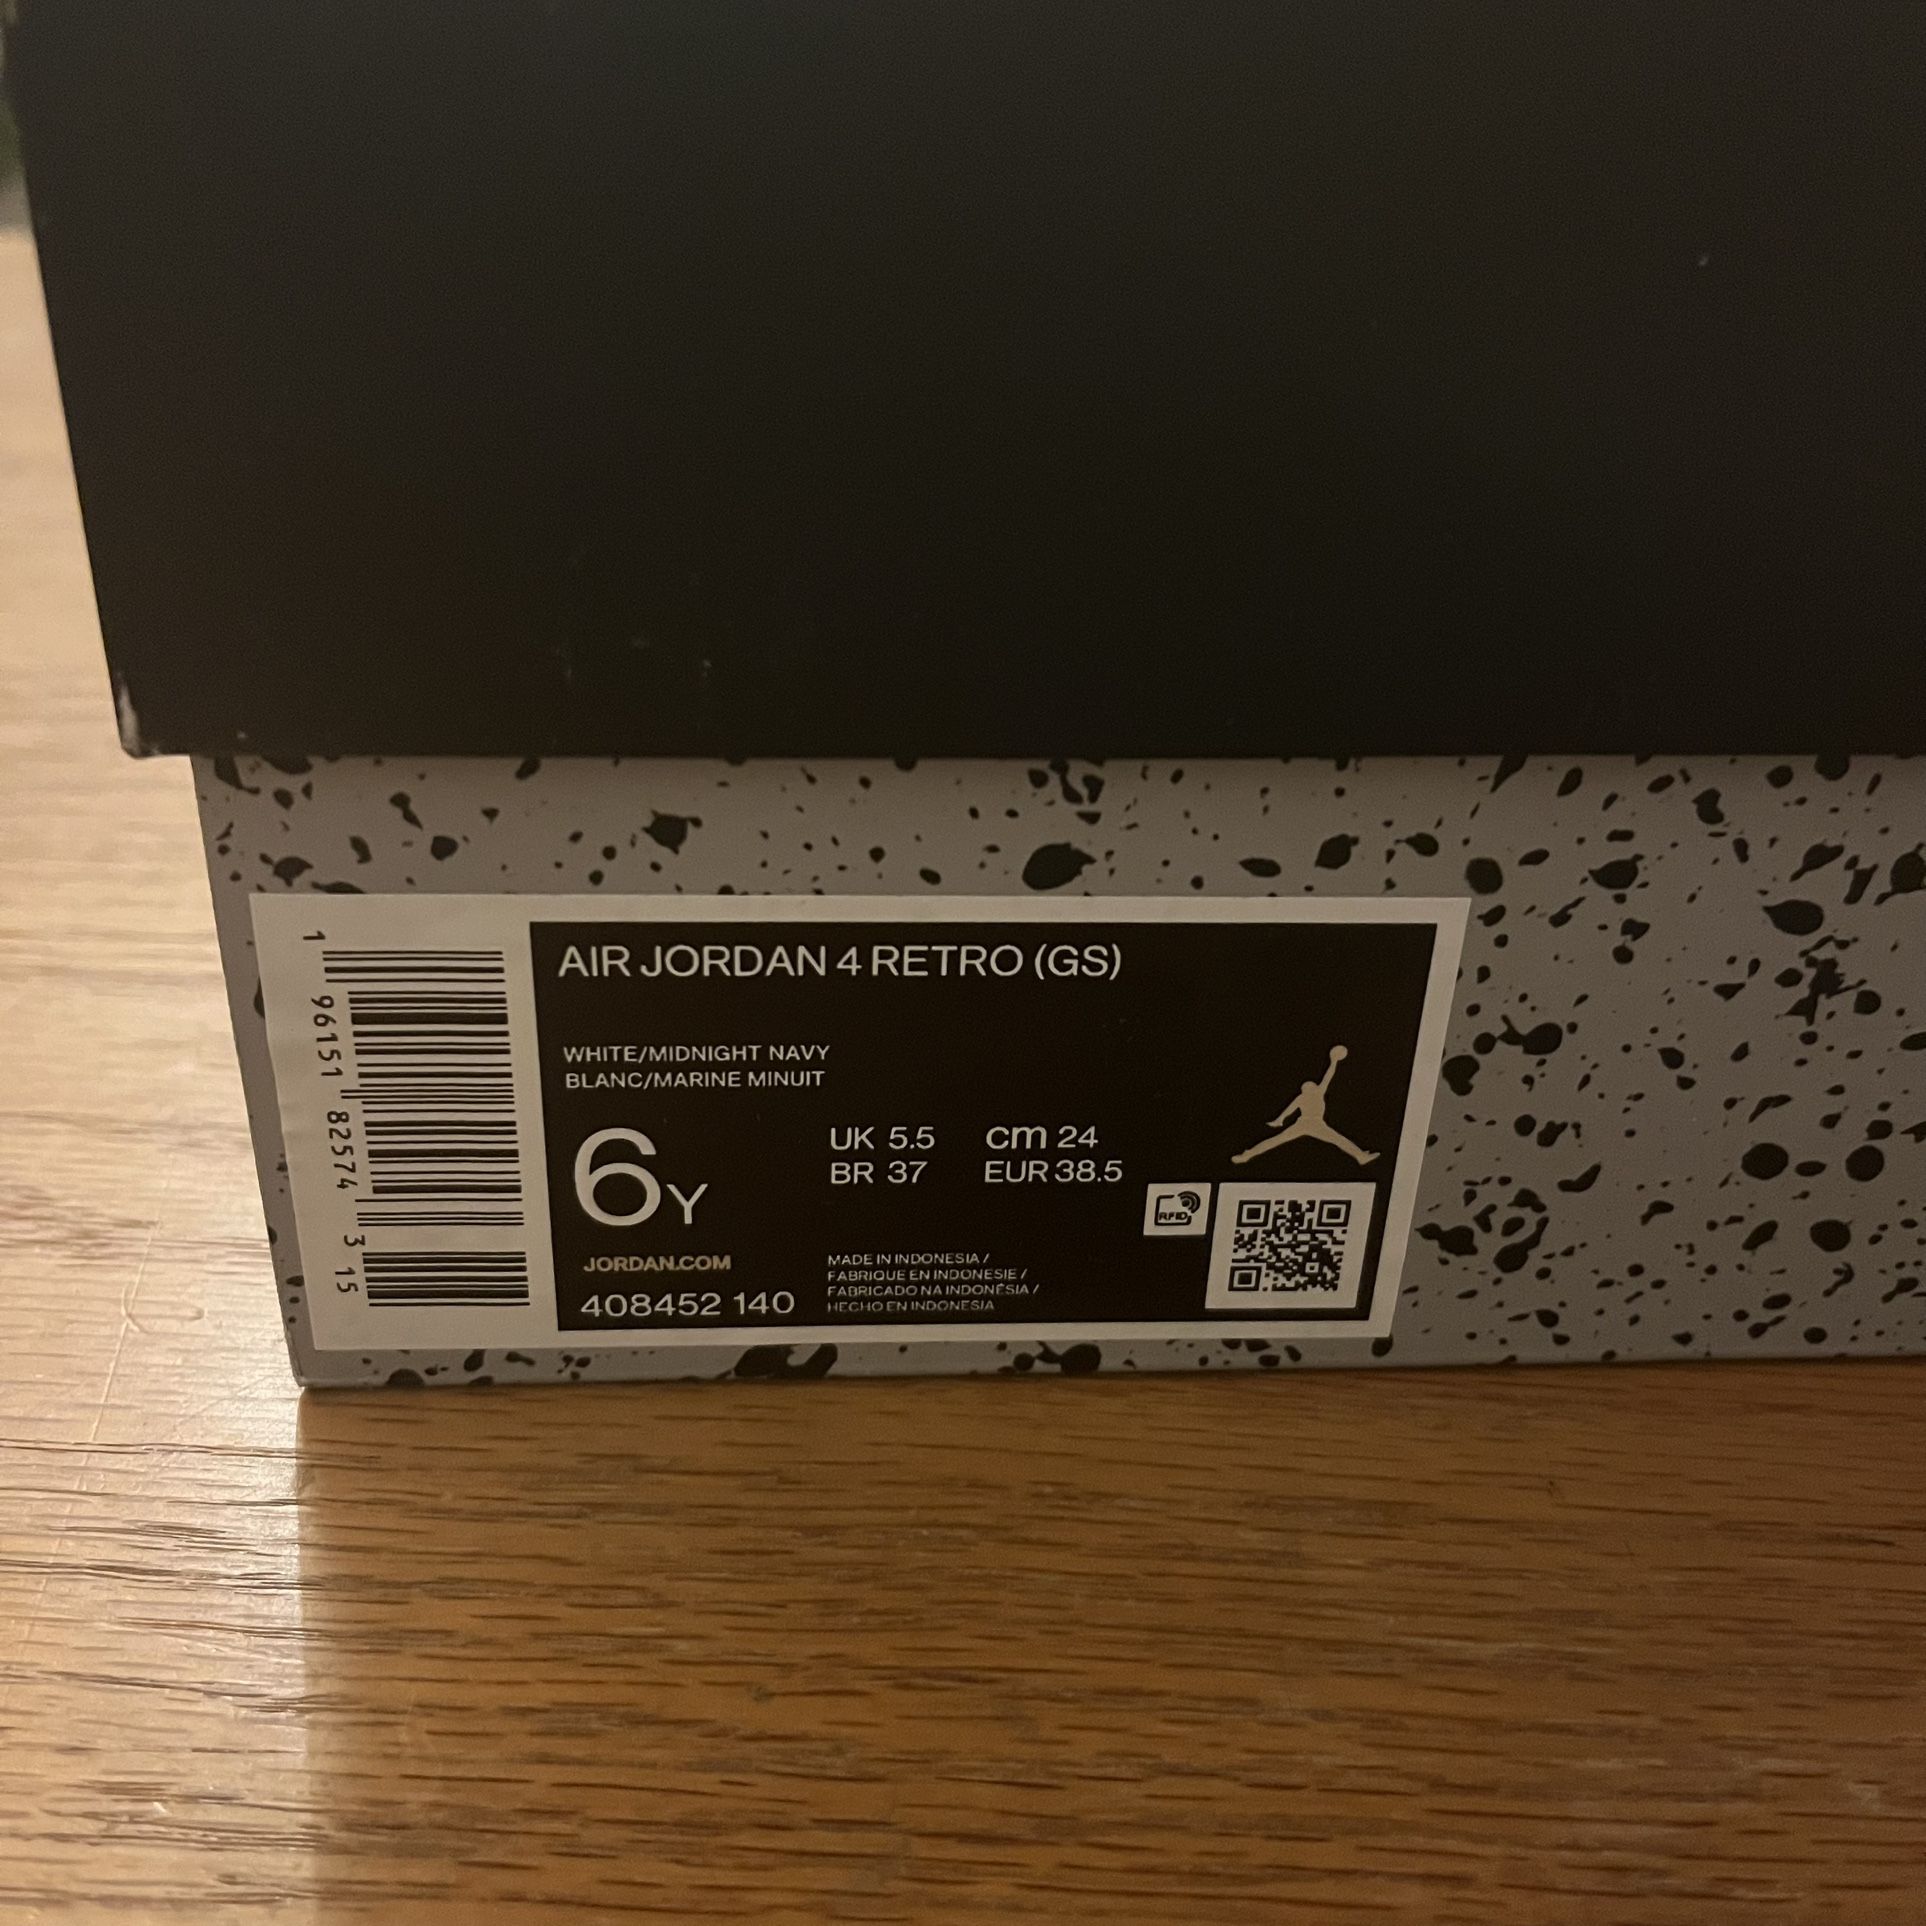 AIR JORDAN 4 RETRO (GS)
WHITE/MIDNIGHT NAVY
BLANC/MARINE MINUIT
6Y
UK 5.5 cm 24
BR 37 EUR 38.5
RFID
JORDAN.COM
408452 140
MADE IN INDONESIA /
FABRIQUE EN INDONESIE /
FABRICADO NA INDONÉSIA /
HECHO EN INDONESIA
1 96151 82574 3 15